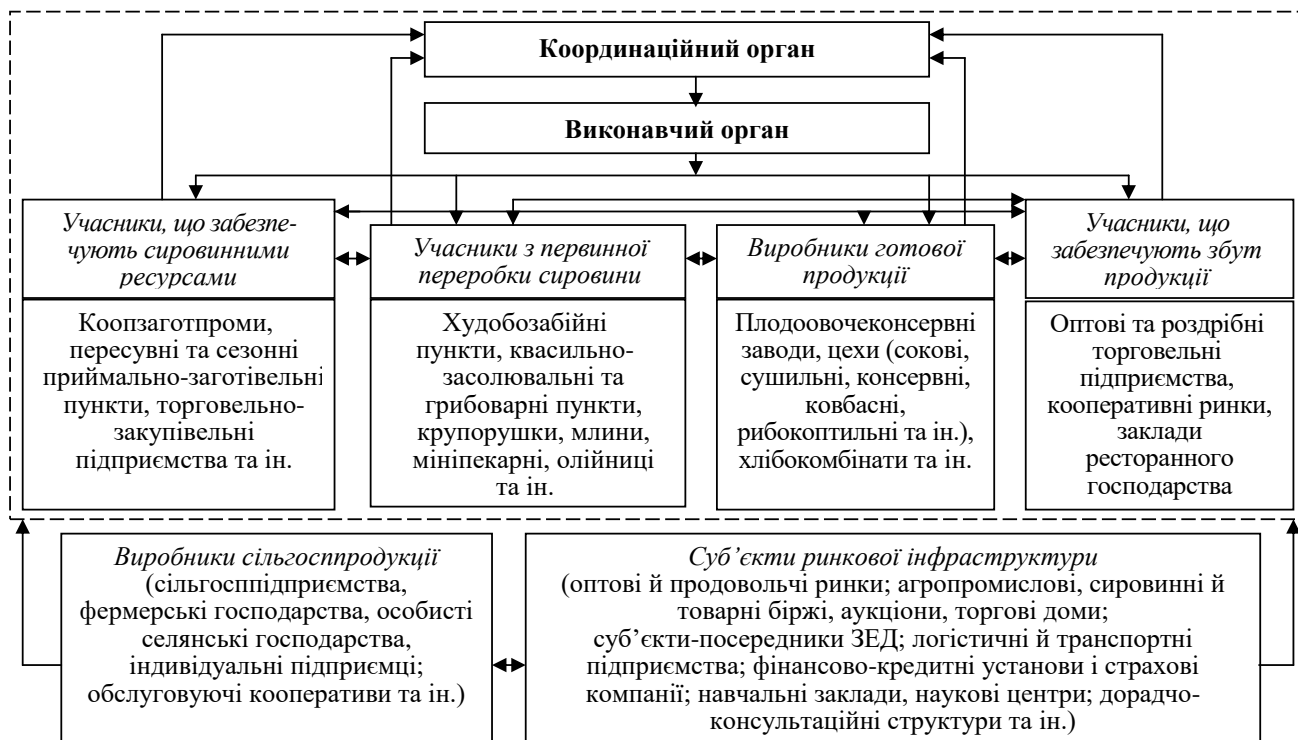 Координаційний орган
Виконавчий орган
Учасники, що забезпе-
чують сировинними
ресурсами
Учасники з первинної
переробки сировини
Виробники готової
продукції
Учасники, що
забезпечують збут
продукції
Коопзаготпроми,
пересувні та сезонні
приймально-заготівельні
пункти, торговельно-
закупівельні
підприємства та ін.
Худобозабійні
пункти, квасильно-
засолювальні та
грибоварні пункти,
крупорушки, млини,
мініпекарні, олійниці
та ін.
Плодоовочеконсервні
заводи, цехи (сокові,
сушильні, консервні,
ковбасні,
рибокоптильні та ін.),
хлібокомбінати та ін.
Оптові та роздрібні
торговельні
підприємства,
кооперативні ринки,
заклади
ресторанного
господарства
Виробники сільгосппродукції
(сільгосппідприємства,
фермерські господарства, особисті
селянські господарства,
індивідуальні підприємці;
обслуговуючі кооперативи та ін.)
Суб’єкти ринкової інфраструктури
(оптові й продовольчі ринки; агропромислові, сировинні й
товарні біржі, аукціони, торгові доми;
суб’єкти-посередники ЗЕД; логістичні й транспортні
підприємства; фінансово-кредитні установи і страхові
компанії; навчальні заклади, наукові центри; дорадчо-
консультаційні структури та ін.)